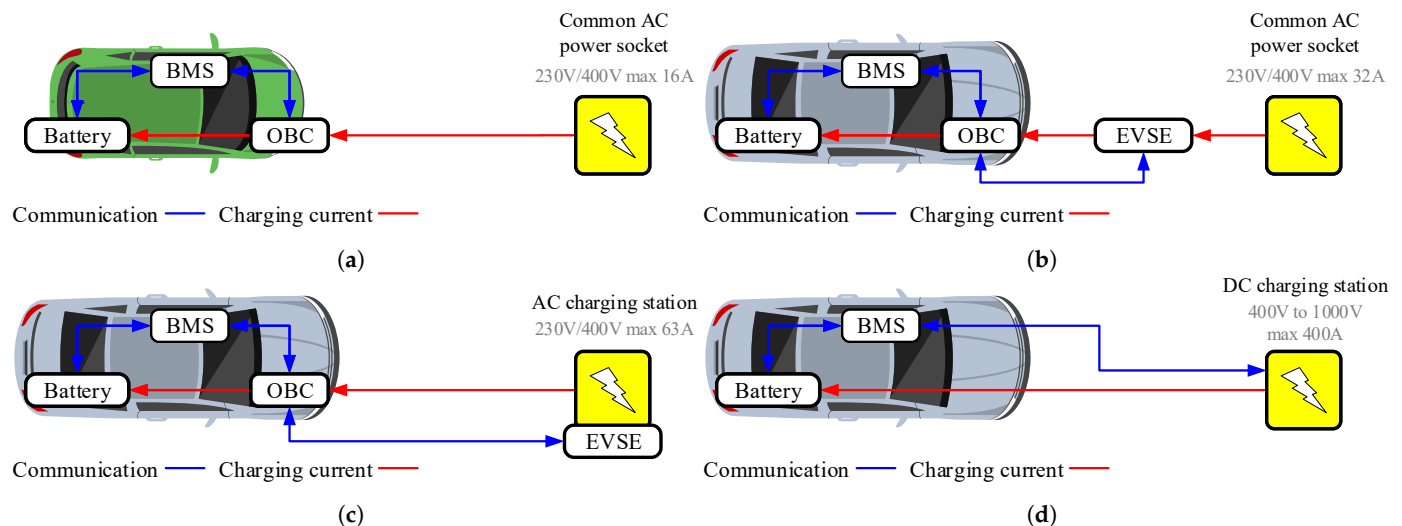 Common AC
power socket
230V/400V max 16A
BMS
Battery
OBC
Communication
Charging current
(a)
Common AC
power socket
230V/400V max 32A
BMS
Battery
OBC
EVSE
Communication
Charging current
(b)
AC charging station
230V/400V max 63A
BMS
Battery
OBC
EVSE
Communication
Charging current
(c)
DC charging station
400V to 1000V
max 400A
BMS
Battery
Communication
Charging current
(d)